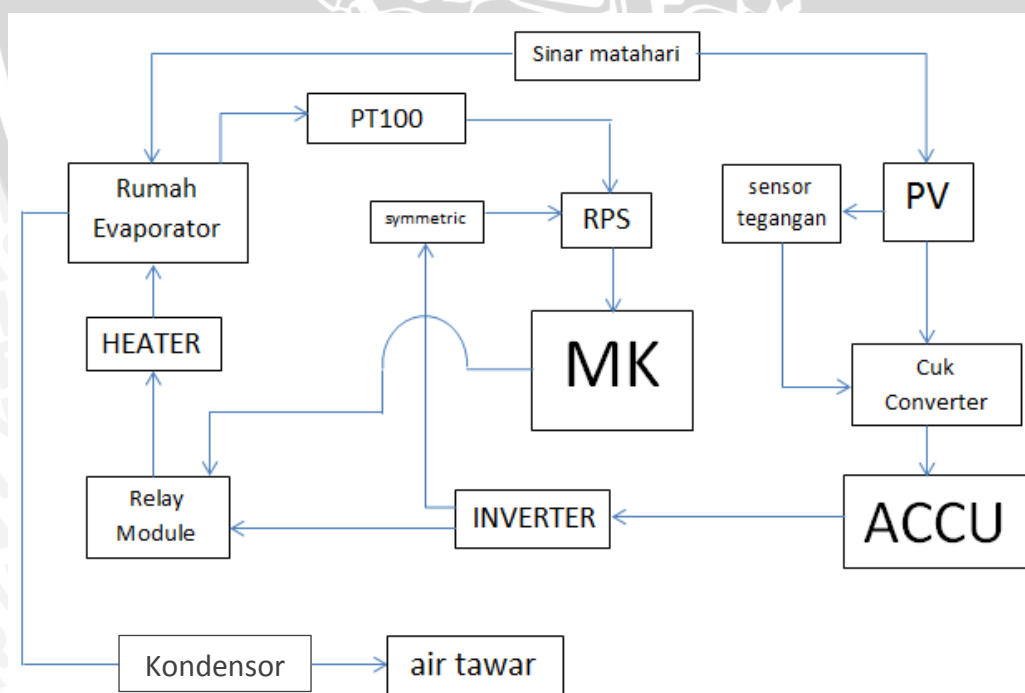 Sinar matahari
PT100
Rumah
Evaporator
symmetric
RPS
sensor
tegangan
PV
HEATER
MK
Cuk
Converter
Relay
Module
INVERTER
ACCU
Kondensor
air tawar